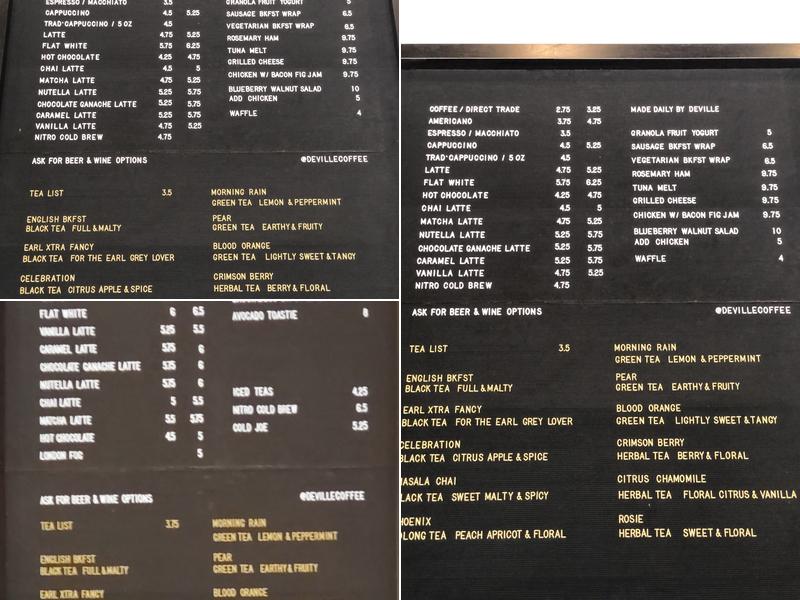 ESPRESSO / MACCHIATO 3.5
CAPPUCCINO 4.5 5.25
TRAD'CAPPUCCINO / 5 OZ 4.5
LATTE 4.75 5.25
FLAT WHITE 5.75 6.25
HOT CHOCOLATE 4.25 4.75
CHAI LATTE 4.5 5
MATCHA LATTE 4.75 5.25
NUTELLA LATTE 5.25 5.75
CHOCOLATE GANACHE LATTE 5.25 5.75
CARAMEL LATTE 5.25 5.75
VANILLA LATTE 4.75 5.25
NITRO COLD BREW 4.75
GRANOLA FRUIT YOGURT 5
SAUSAGE BKFST WRAP 6.5
VEGETARIAN BKFST WRAP 6.5
ROSEMARY HAM 9.75
TUNA MELT 9.75
GRILLED CHEESE 9.75
CHICKEN W/ BACON FIG JAM 9.75
BLUEBERRY WALNUT SALAD 10
ADD CHICKEN 5
WAFFLE 4
ASK FOR BEER & WINE OPTIONS @DEVILLECOFFEE
TEA LIST 3.5
ENGLISH BKFST
BLACK TEA FULL & MALTY
EARL XTRA FANCY
BLACK TEA FOR THE EARL GREY LOVER
CELEBRATION
BLACK TEA CITRUS APPLE & SPICE
MORNING RAIN
GREEN TEA LEMON & PEPPERMINT
PEAR
GREEN TEA EARTHY & FRUITY
BLOOD ORANGE
GREEN TEA LIGHTLY SWEET & TANGY
CRIMSON BERRY
HERBAL TEA BERRY & FLORAL
FLAT WHITE 6 6.5
VANILLA LATTE 5.25 5.5
CARAMEL LATTE 5.75 6
CHOCOLATE GANACHE LATTE 5.75 6
NUTELLA LATTE 5.75 6
CHAI LATTE 5 5.5
MATCHA LATTE 5.5 5.75
HOT CHOCOLATE 4.5 5
LONDON FOG 5
AVOCADO TOASTIE 8
ICED TEAS 4.25
NITRO COLD BREW 6.5
COLD JOE 5.25
ASK FOR BEER & WINE OPTIONS @DEVILLECOFFEE
TEA LIST 3.75
ENGLISH BKFST
BLACK TEA FULL & MALTY
EARL XTRA FANCY
MORNING RAIN
GREEN TEA LEMON & PEPPERMINT
PEAR
GREEN TEA EARTHY & FRUITY
BLOOD ORANGE
COFFEE / DIRECT TRADE 2.75 3.25
AMERICANO 3.75 4.75
ESPRESSO / MACCHIATO 3.5
CAPPUCCINO 4.5 5.25
TRAD'CAPPUCCINO / 5 OZ 4.5
LATTE 4.75 5.25
FLAT WHITE 5.75 6.25
HOT CHOCOLATE 4.25 4.75
CHAI LATTE 4.5 5
MATCHA LATTE 4.75 5.25
NUTELLA LATTE 5.25 5.75
CHOCOLATE GANACHE LATTE 5.25 5.75
CARAMEL LATTE 5.25 5.75
VANILLA LATTE 4.75 5.25
NITRO COLD BREW 4.75
MADE DAILY BY DEVILLE
GRANOLA FRUIT YOGURT 5
SAUSAGE BKFST WRAP 6.5
VEGETARIAN BKFST WRAP 6.5
ROSEMARY HAM 9.75
TUNA MELT 9.75
GRILLED CHEESE 9.75
CHICKEN W/ BACON FIG JAM 9.75
BLUEBERRY WALNUT SALAD 10
ADD CHICKEN 5
WAFFLE 4
ASK FOR BEER & WINE OPTIONS @DEVILLECOFFEE
TEA LIST 3.5
ENGLISH BKFST
BLACK TEA FULL & MALTY
EARL XTRA FANCY
BLACK TEA FOR THE EARL GREY LOVER
CELEBRATION
BLACK TEA CITRUS APPLE & SPICE
MASALA CHAI
LACK TEA SWEET MALTY & SPICY
HOENIX
OLONG TEA PEACH APRICOT & FLORAL
MORNING RAIN
GREEN TEA LEMON & PEPPERMINT
PEAR
GREEN TEA EARTHY & FRUITY
BLOOD ORANGE
GREEN TEA LIGHTLY SWEET & TANGY
CRIMSON BERRY
HERBAL TEA BERRY & FLORAL
CITRUS CHAMOMILE
HERBAL TEA FLORAL CITRUS & VANILLA
ROSIE
HERBAL TEA SWEET & FLORAL